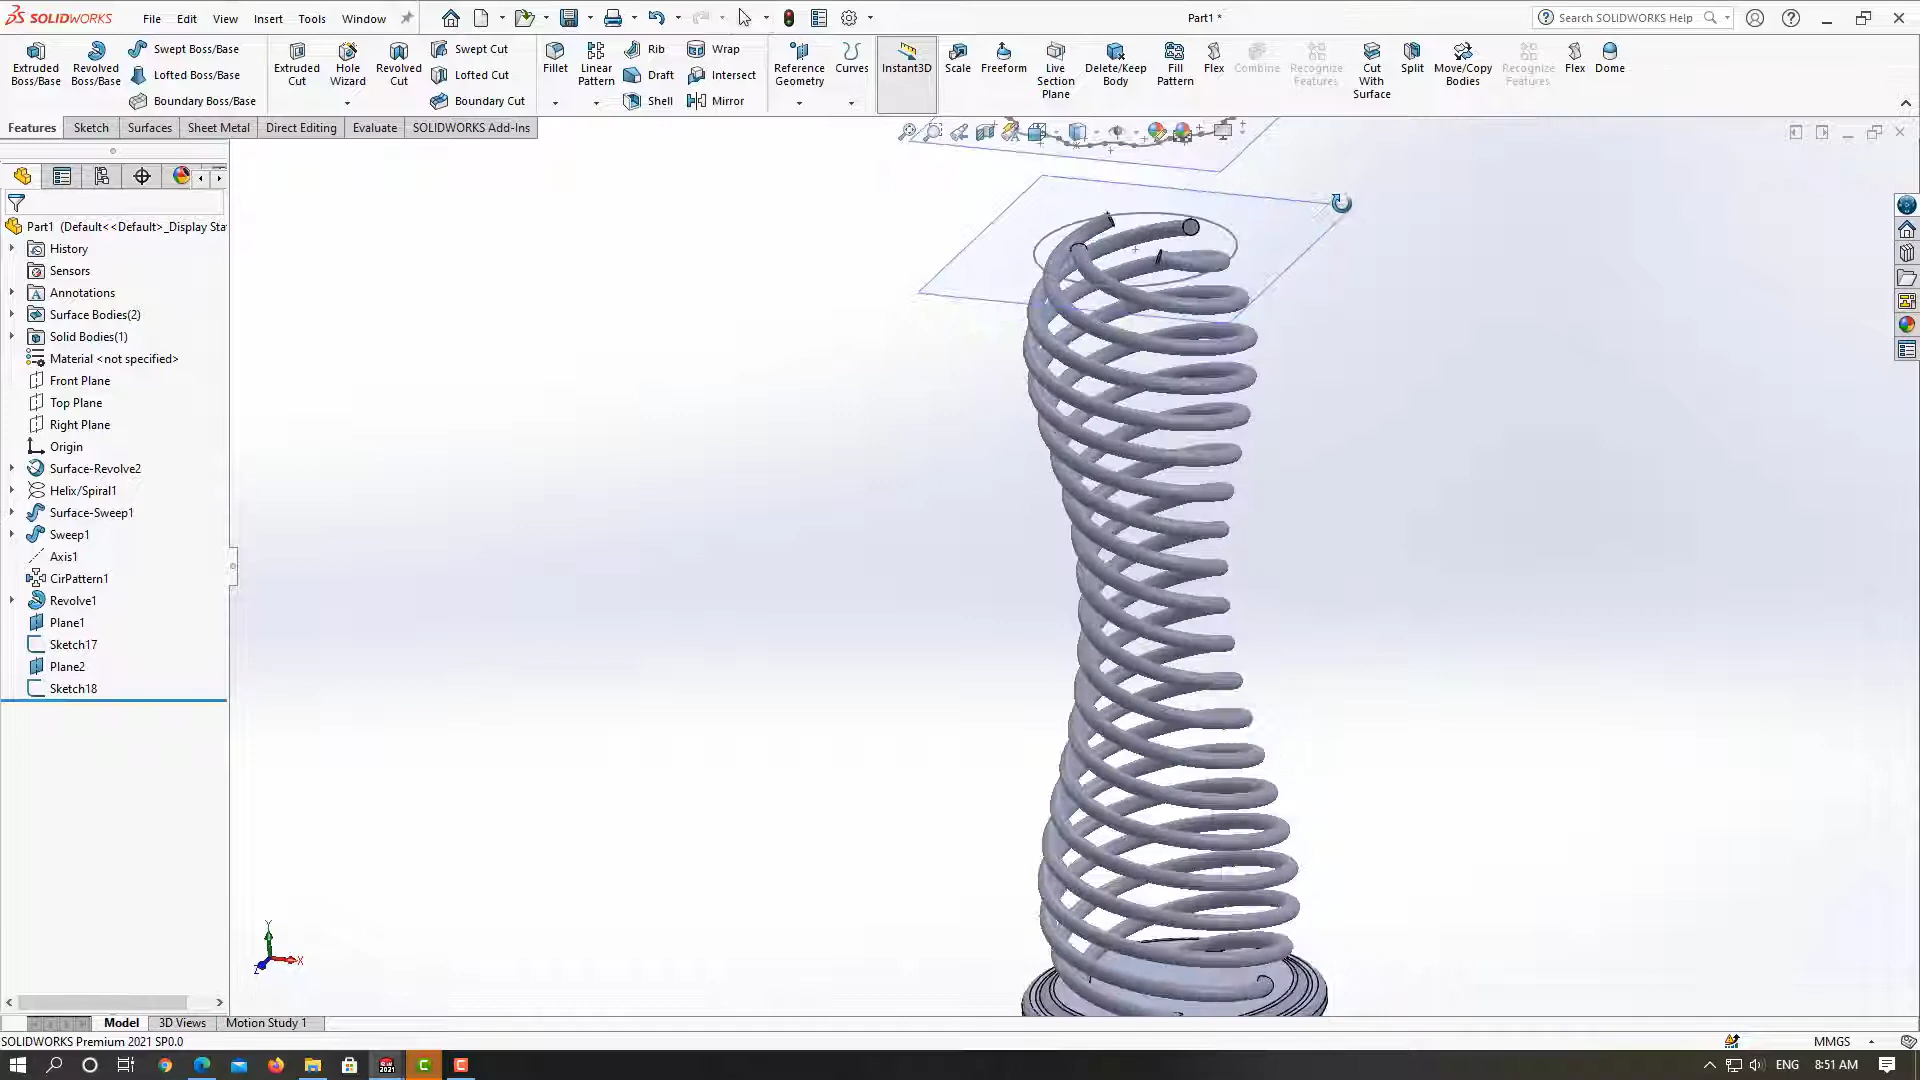 SOLIDWORKS
File
Edit
View
Insert
Tools
Window
Part1 *
Search SOLIDWORKS Help
Extruded Boss/Base
Revolved Boss/Base
Swept Boss/Base
Lofted Boss/Base
Boundary Boss/Base
Extruded Cut
Hole Wizard
Revolved Cut
Swept Cut
Lofted Cut
Boundary Cut
Fillet
Linear Pattern
Rib
Draft
Shell
Wrap
Intersect
Mirror
Reference Geometry
Curves
Instant3D
Scale
Freeform
Live Section Plane
Delete/Keep Body
Fill Pattern
Flex
Combine
Recognize Features
Cut With Surface
Split
Move/Copy Bodies
Recognize Features
Flex
Dome
Features
Sketch
Surfaces
Sheet Metal
Direct Editing
Evaluate
SOLIDWORKS Add-Ins
Part1 (Default<<Default>_Display Sta
History
Sensors
Annotations
Surface Bodies(2)
Solid Bodies(1)
Material <not specified>
Front Plane
Top Plane
Right Plane
Origin
Surface-Revolve2
Helix/Spiral1
Surface-Sweep1
Sweep1
Axis1
CirPattern1
Revolve1
Plane1
Sketch17
Plane2
Sketch18
Y
X
Z
Model
3D Views
Motion Study 1
SOLIDWORKS Premium 2021 SP0.0
MMGS
ENG
8:51 AM